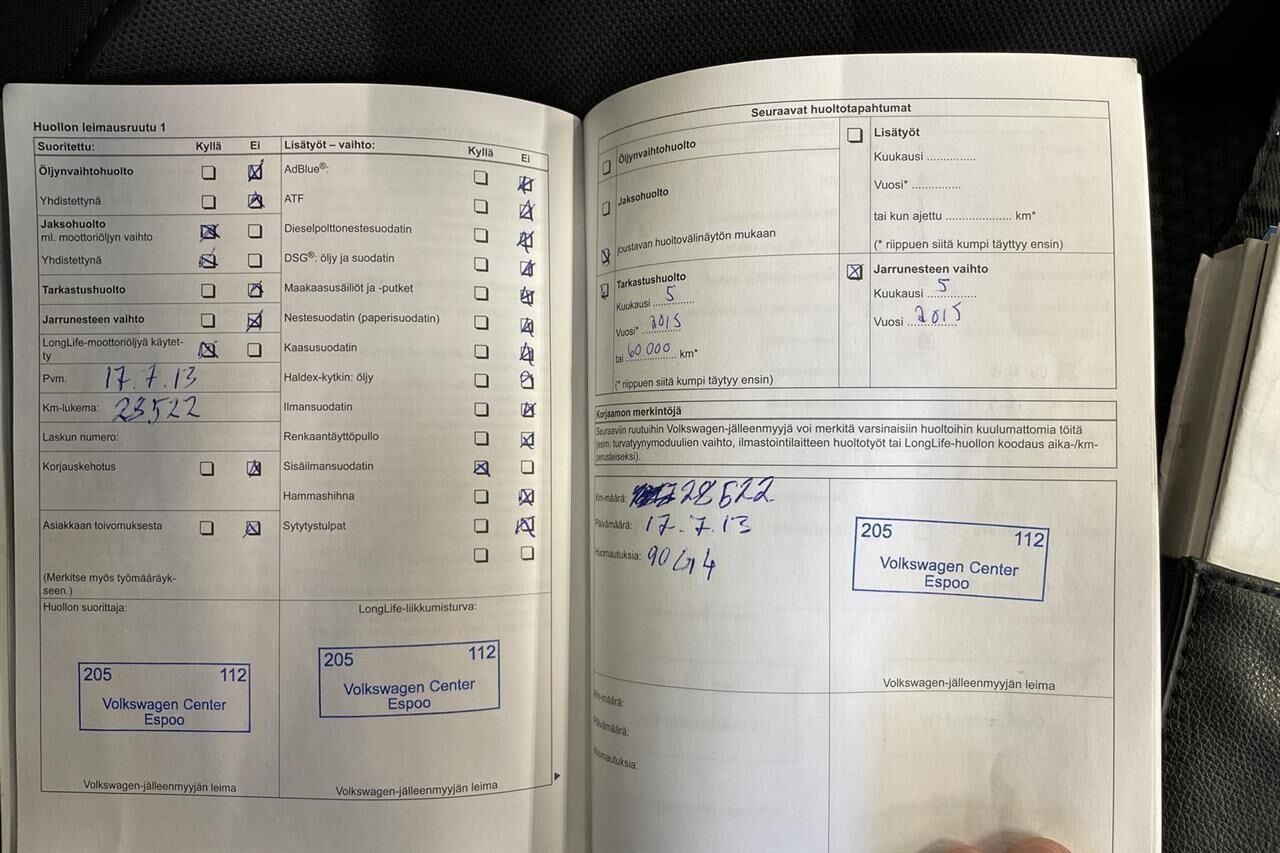 Huollon leimausruutu 1
Suoritettu: Kyllä Ei
Öljynvaihtohuolto
Yhdistettynä
Jaksohuolto
ml. moottoriöljyn vaihto
Yhdistettynä
Tarkastushuolto
Jarrunesteen vaihto
LongLife-moottoriöljyä käytet-
ty
Pvm. 17.7.13
Km-lukema: 28522
Laskun numero:
Korjauskehotus
Asiakkaan toivomuksesta
(Merkitse myös työmääräyk-
seen.)
Huollon suorittaja:
205 112
Volkswagen Center
Espoo
Volkswagen-jälleenmyyjän leima
Lisätyöt – vaihto: Kyllä Ei
AdBlue®:
ATF
Dieselpolttonestesuodatin
DSG®: öljy ja suodatin
Maakaasusäiliöt ja -putket
Nestesuodatin (paperisuodatin)
Kaasusuodatin
Haldex-kytkin: öljy
Ilmansuodatin
Renkaantäyttöpullo
Sisäilmansuodatin
Hammashihna
Sytytystulpat
LongLife-liikkumisturva:
205 112
Volkswagen Center
Espoo
Volkswagen-jälleenmyyjän leima
Seuraavat huoltotapahtumat
Öljynvaihtohuolto
Jaksohuolto
joustavan huoltovälinäytön mukaan
Tarkastushuolto
Kuukausi 5
Vuosi* 2015
tai 60 000 km*
(* riippuen siitä kumpi täytyy ensin)
Lisätyöt
Kuukausi ..............
Vuosi* ..............
tai kun ajettu ................... km*
(* riippuen siitä kumpi täyttyy ensin)
Jarrunesteen vaihto
Kuukausi 5
Vuosi 2015
Korjaamon merkintöjä
Seuraaviin ruutuihin Volkswagen-jälleenmyyjä voi merkitä varsinaisiin huoltoihin kuulumattomia töitä
(esim. turvatyynymoduulien vaihto, ilmastointilaitteen huoltotyöt tai LongLife-huollon koodaus aika-/km-
perusteiseksi).
Km-määrä: 28522
Päivämäärä: 17.7.13
Huomautuksia: 90G4
205 112
Volkswagen Center
Espoo
Volkswagen-jälleenmyyjän leima
Km-määrä:
Päivämäärä:
Huomautuksia: